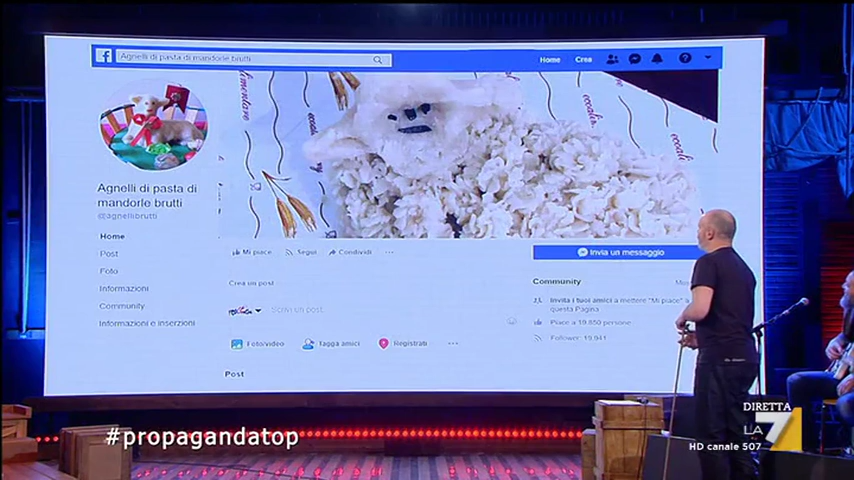 Agnelli di pasta di mandorle brutti
Home
Crea
Agnelli di pasta di
mandorle brutti
@agnellibrutti
Home
Post
Foto
Informazioni
Community
Informazioni e inserzioni
Mi piace
Segui
Condividi
Invia un messaggio
Crea un post
Scrivi un post.
Foto/video
Tagga amici
Registrati
Post
Community
Invita i tuoi amici a mettere "Mi piace" a
questa Pagina
Piace a 19.850 persone
Follower: 19.941
#propagandatop
DIRETTA
LA7
HD canale 507